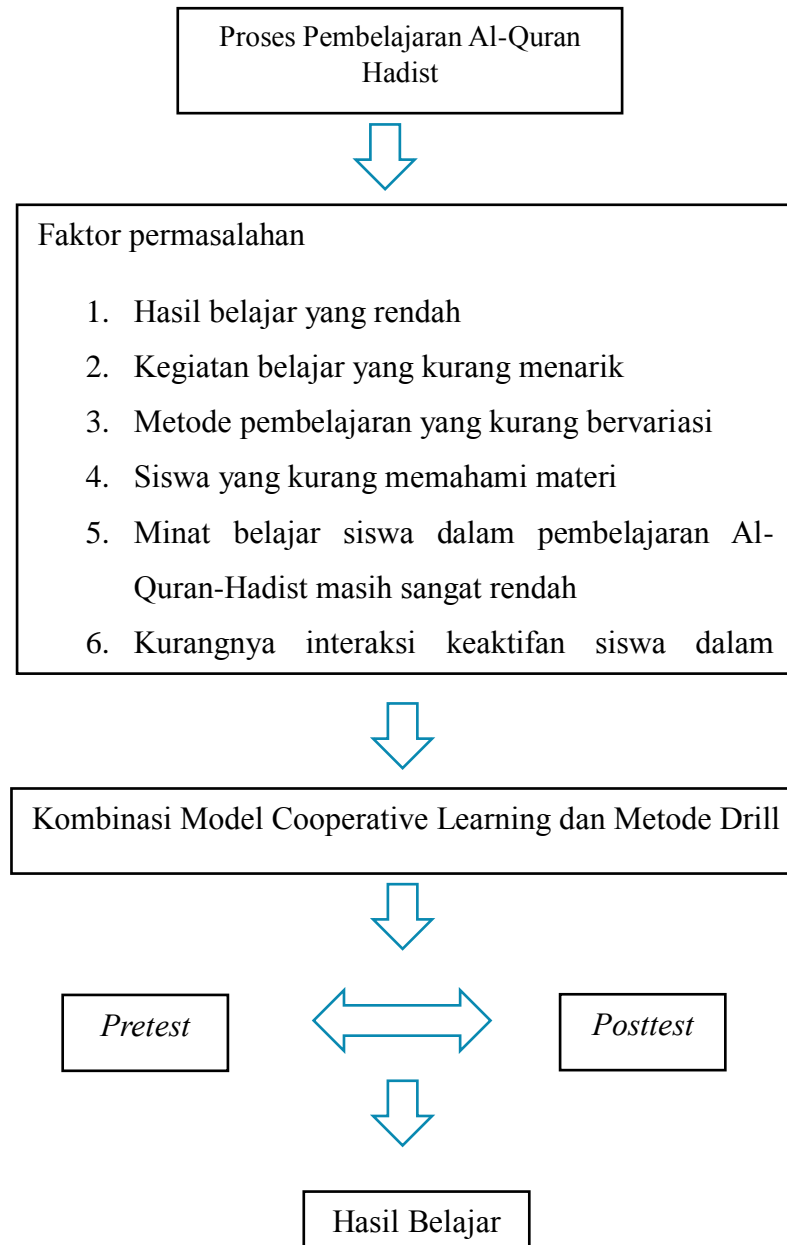 Proses Pembelajaran Al-Quran
Hadist
Faktor permasalahan
1. Hasil belajar yang rendah
2. Kegiatan belajar yang kurang menarik
3. Metode pembelajaran yang kurang bervariasi
4. Siswa yang kurang memahami materi
5. Minat belajar siswa dalam pembelajaran Al-
Quran-Hadist masih sangat rendah
6. Kurangnya interaksi keaktifan siswa dalam
Kombinasi Model Cooperative Learning dan Metode Drill
Pretest
Posttest
Hasil Belajar